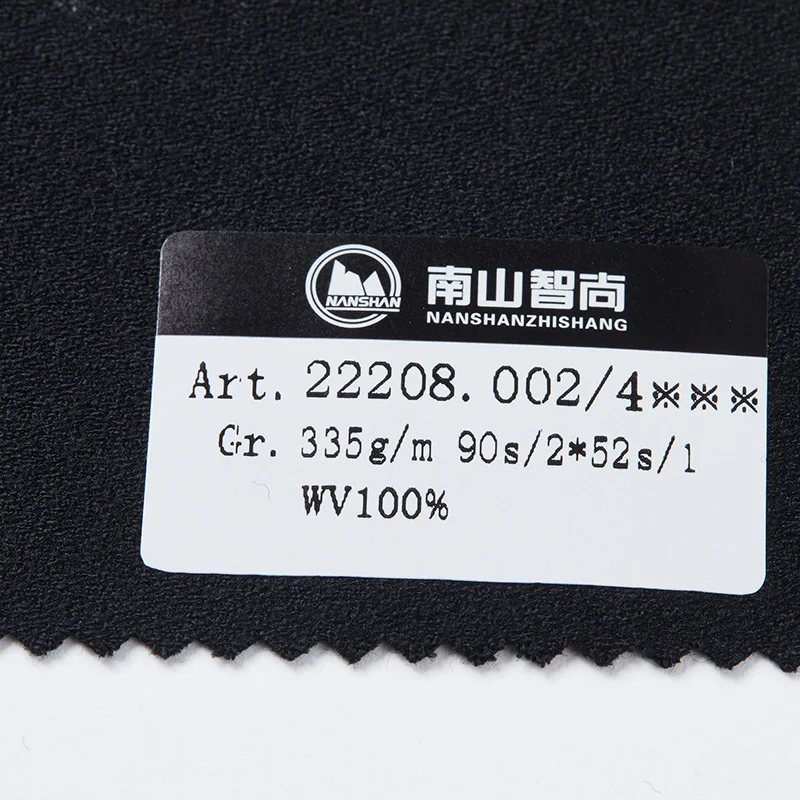 NANSHAN
南山智尚
NANSHANZHISHANG
Art. 22208.002/4※※※
Gr. 335g/m 90s/2*52s/1
WV100%